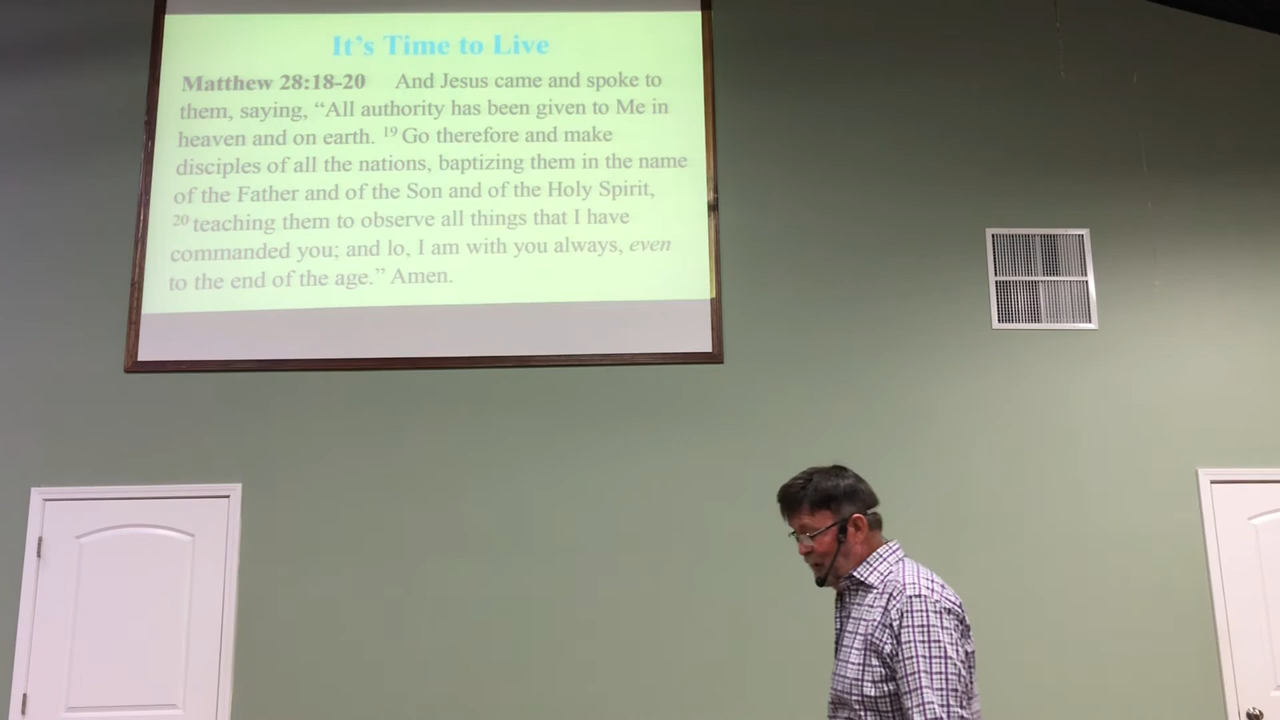 It's Time to Live
Matthew 28:18-20 And Jesus came and spoke to
them, saying, “All authority has been given to Me in
heaven and on earth. 19 Go therefore and make
disciples of all the nations, baptizing them in the name
of the Father and of the Son and of the Holy Spirit,
20 teaching them to observe all things that I have
commanded you; and lo, I am with you always, even
to the end of the age.” Amen.